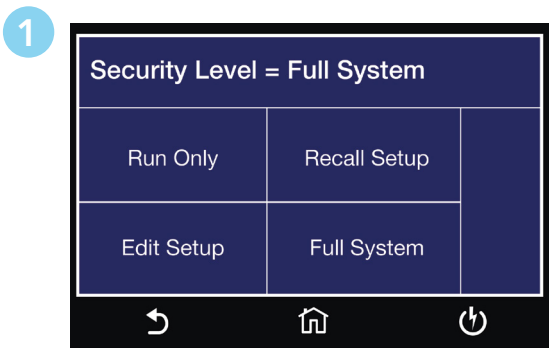 1
Security Level = Full System
Run Only
Recall Setup
Edit Setup
Full System